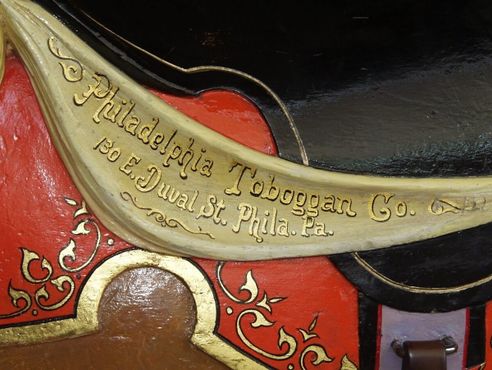 Philadelphia Toboggan Co.
130 E. Duval St. Phila. Pa.